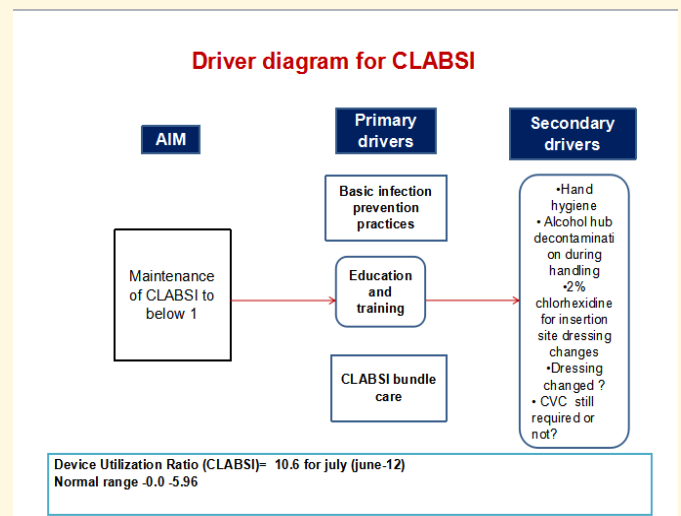 Driver diagram for CLABSI
AIM
Primary
drivers
Secondary
drivers
Maintenance
of CLABSI to
below 1
Basic infection
prevention
practices
Education
and
training
CLABSI bundle
care
•Hand
hygiene
• Alcohol hub
decontaminati
on during
handling
•2%
chlorhexidine
for insertion
site dressing
changes
•Dressing
changed ?
• CVC still
required or
not?
Device Utilization Ratio (CLABSI)= 10.6 for july (june-12)
Normal range -0.0 -5.96